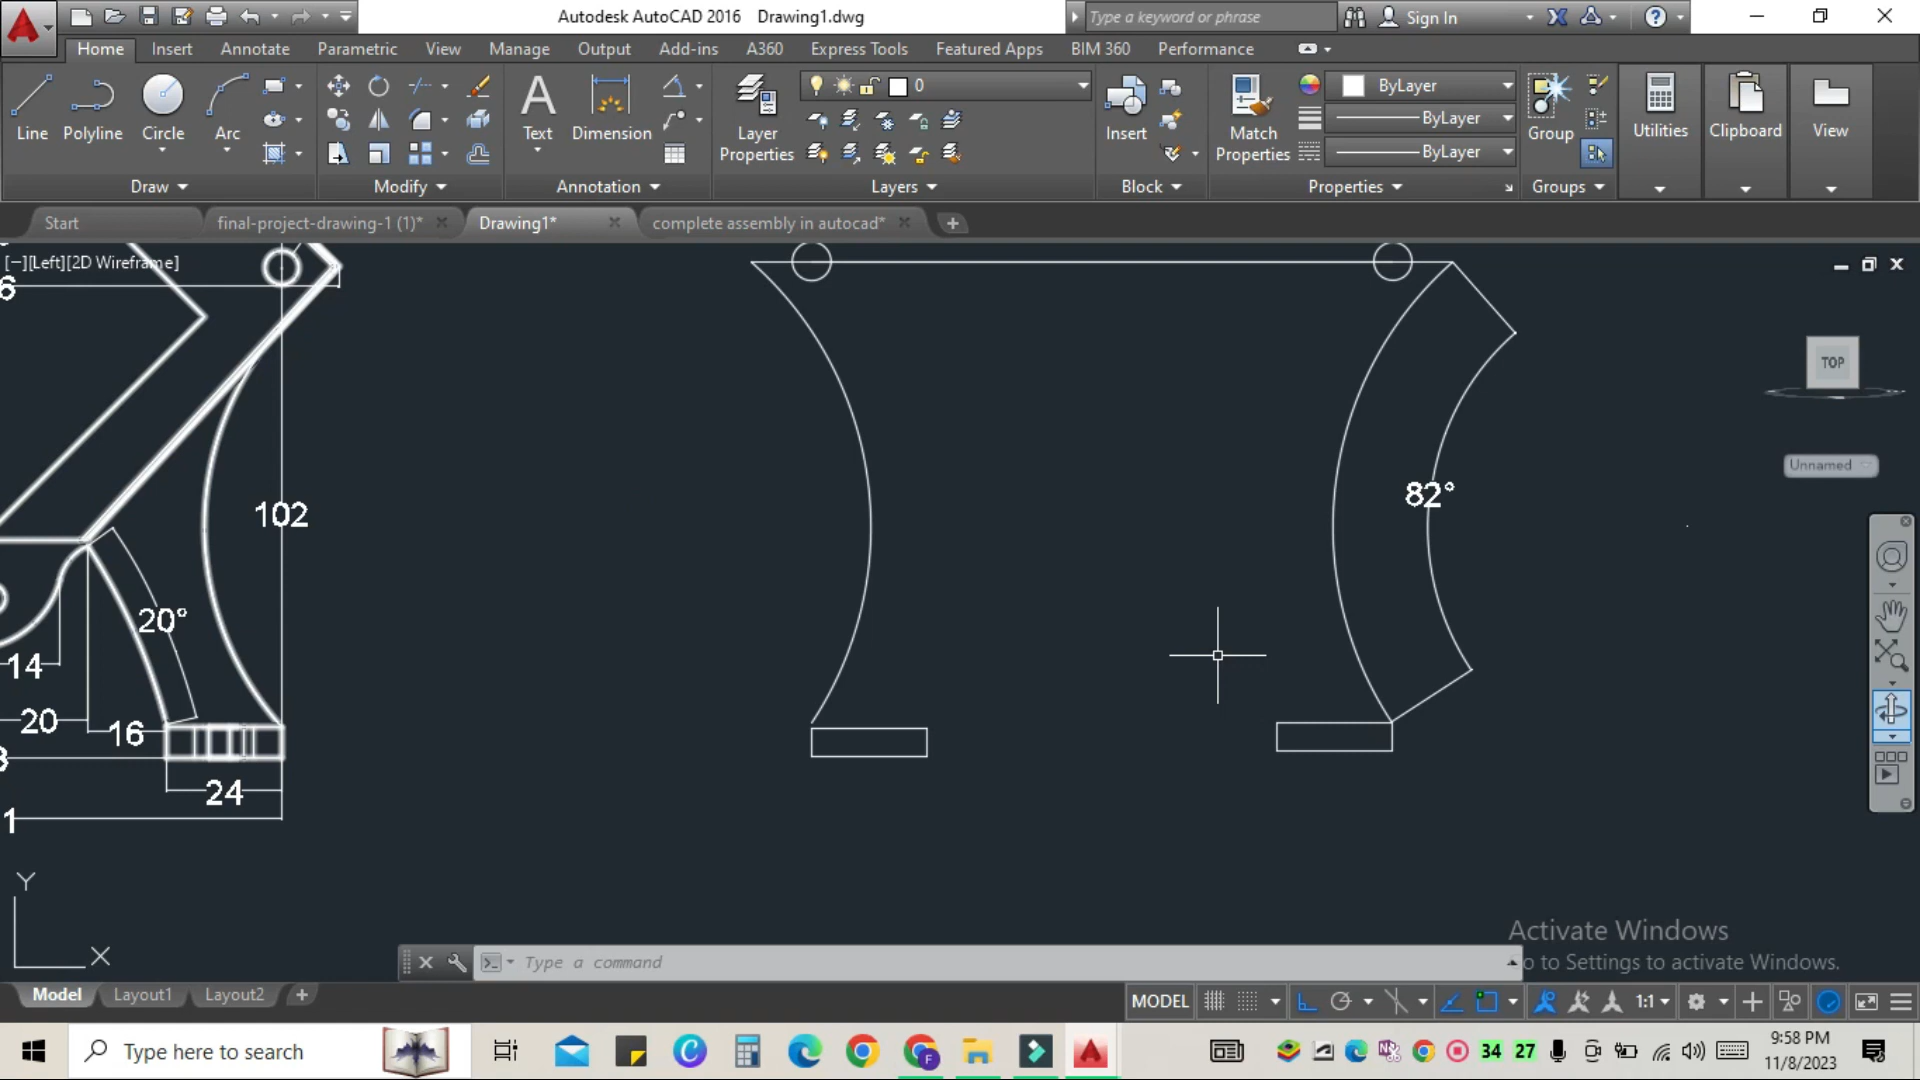 Autodesk AutoCAD 2016 Drawing1.dwg
Type a keyword or phrase
Sign In
Home Insert Annotate Parametric View Manage Output Add-ins A360 Express Tools Featured Apps BIM 360 Performance
Line Polyline Circle Arc
Text Dimension
Layer Properties
0
Insert
Match Properties
ByLayer
ByLayer
ByLayer
Group
Utilities Clipboard View
Draw Modify Annotation Layers Block Properties Groups
Start final-project-drawing-1 (1)* Drawing1* complete assembly in autocad*
[−][Left][2D Wireframe]
6
TOP
Unnamed
82°
102
20°
14
20
16
24
1
Y
X
Activate Windows
o to Settings to activate Windows.
Type a command
Model Layout1 Layout2
MODEL
1:1
Type here to search
34 27
9:58 PM
11/8/2023